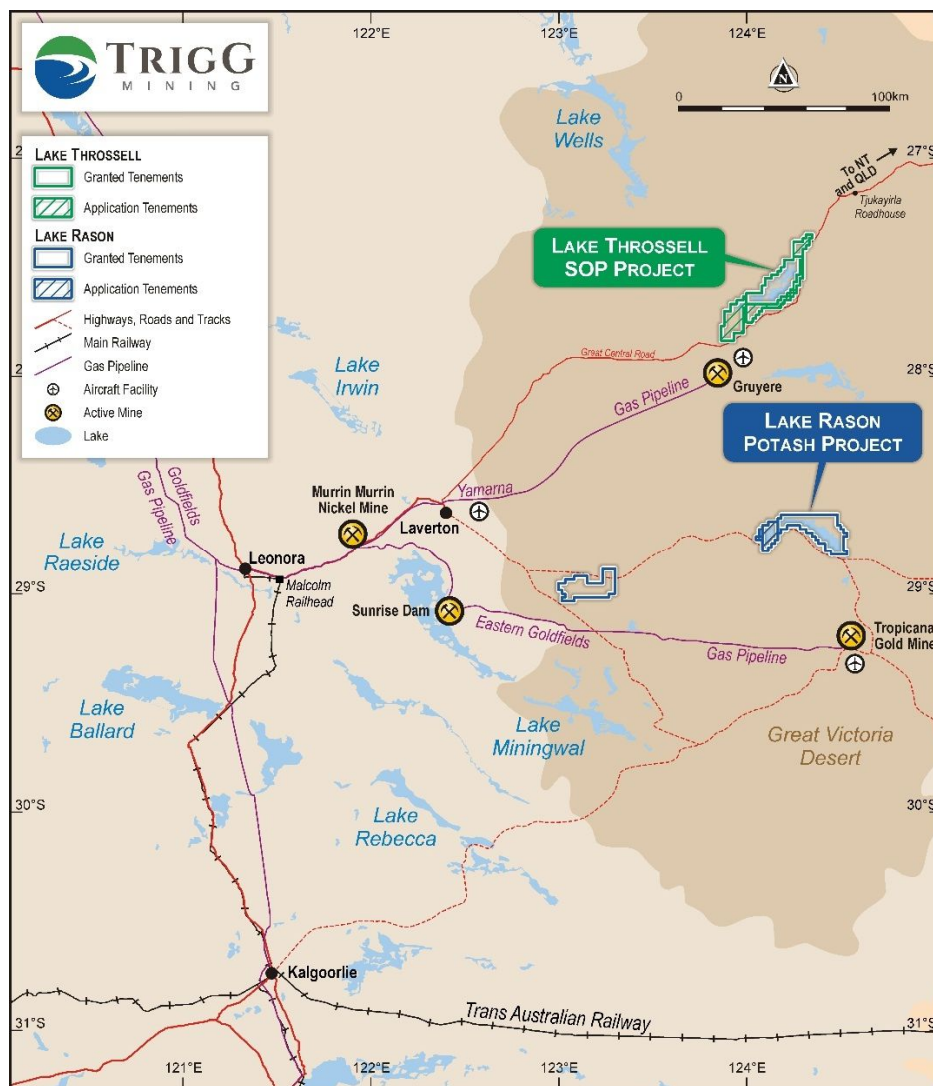 TRIGG
MINING
LAKE THROSSELL
Granted Tenements
Application Tenements
LAKE RASON
Granted Tenements
Application Tenements
Highways, Roads and Tracks
Main Railway
Gas Pipeline
Aircraft Facility
Active Mine
Lake
122°E
123°E
124°E
N
0
100km
Lake
Wells
27°S
27°S
To NT
and QLD
Tjukayirla
Roadhouse
LAKE THROSSELL
SOP PROJECT
Great Central Road
Lake
Irwin
28°S
28°S
Gas Pipeline
Gruyere
LAKE RASON
POTASH PROJECT
Goldfields
Gas Pipeline
Murrin Murrin
Nickel Mine
Yamarna
Laverton
Lake
Raeside
Leonora
Malcolm
Railhead
29°S
29°S
Sunrise Dam
Eastern Goldfields
Gas Pipeline
Tropicana
Gold Mine
Lake
Ballard
Lake
Miningwal
Great Victoria
Desert
30°S
30°S
Lake
Rebecca
Kalgoorlie
Trans Australian Railway
31°S
31°S
121°E
122°E
123°E
124°E